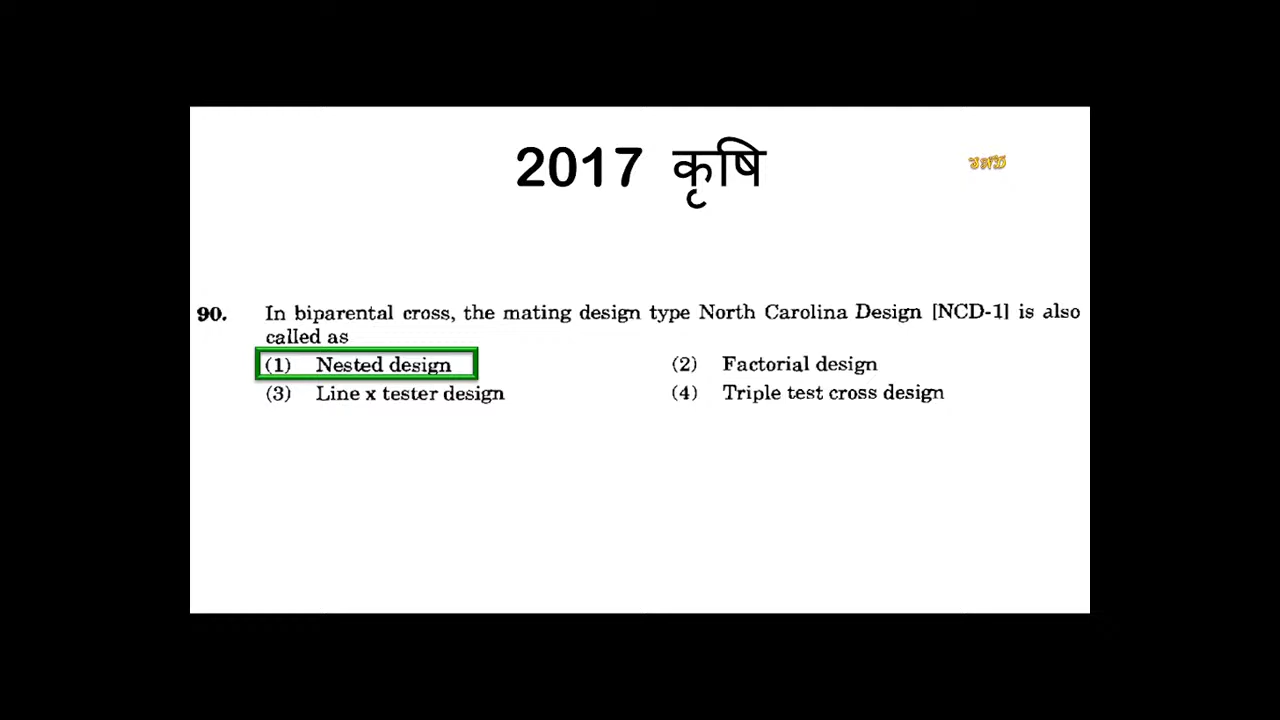 2017 कृषि
90. In biparental cross, the mating design type North Carolina Design [NCD-1] is also
called as
(1) Nested design (2) Factorial design
(3) Line x tester design (4) Triple test cross design